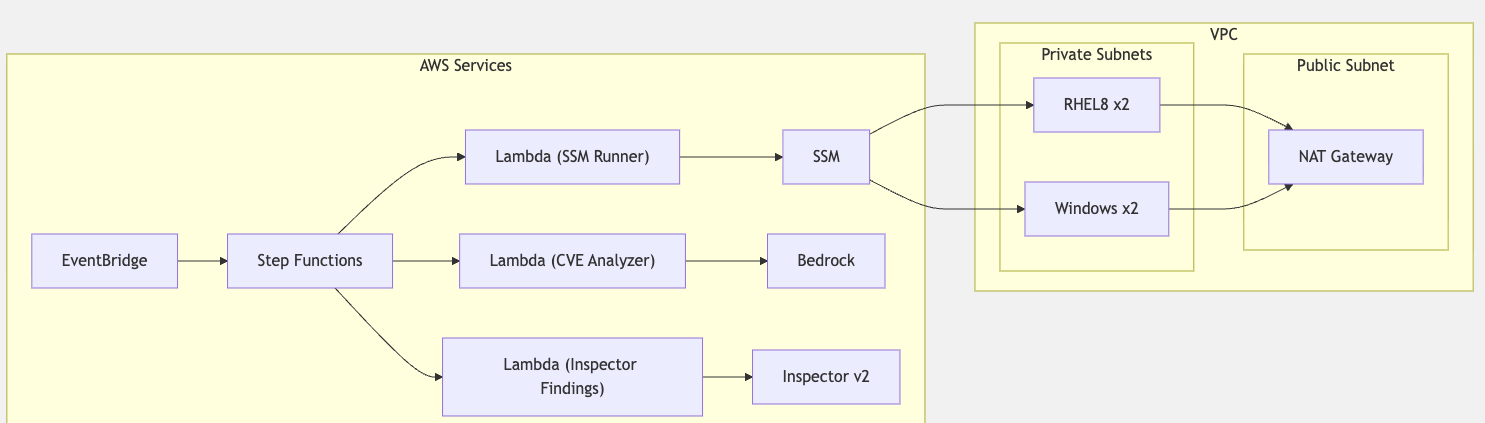 VPC
Private Subnets
Public Subnet
AWS Services
RHEL8 x2
Lambda (SSM Runner)
SSM
NAT Gateway
Windows x2
EventBridge
Step Functions
Lambda (CVE Analyzer)
Bedrock
Lambda (Inspector
Findings)
Inspector v2